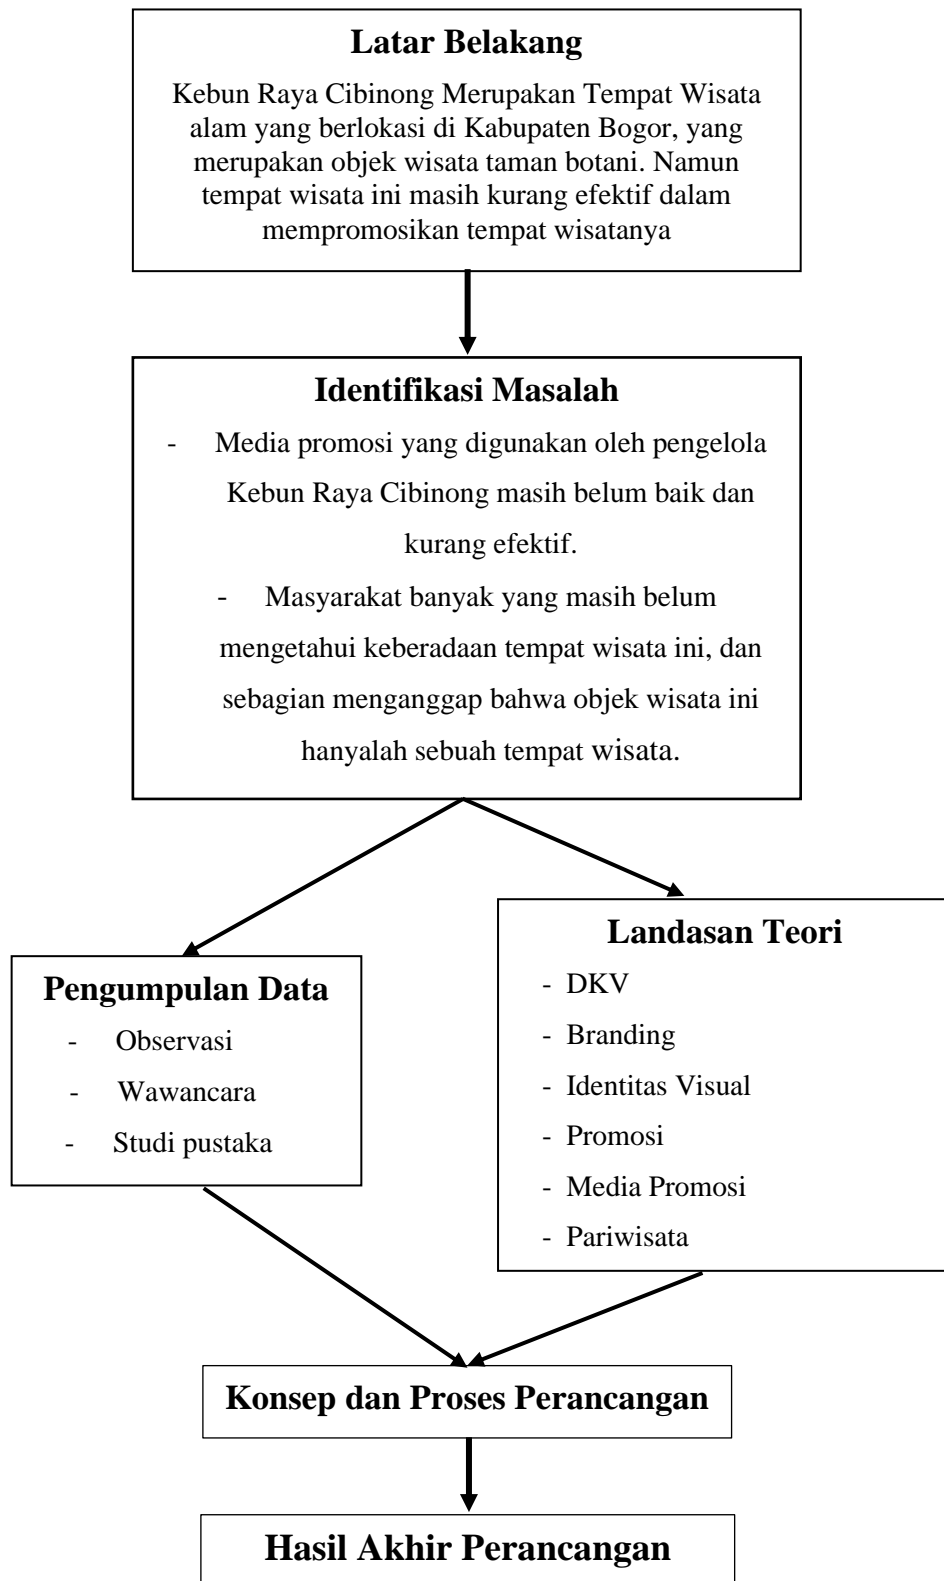 Latar Belakang
Kebun Raya Cibinong Merupakan Tempat Wisata
alam yang berlokasi di Kabupaten Bogor, yang
merupakan objek wisata taman botani. Namun
tempat wisata ini masih kurang efektif dalam
mempromosikan tempat wisatanya
Identifikasi Masalah
- Media promosi yang digunakan oleh pengelola
Kebun Raya Cibinong masih belum baik dan
kurang efektif.
- Masyarakat banyak yang masih belum
mengetahui keberadaan tempat wisata ini, dan
sebagian menganggap bahwa objek wisata ini
hanyalah sebuah tempat wisata.
Pengumpulan Data
- Observasi
- Wawancara
- Studi pustaka
Landasan Teori
- DKV
- Branding
- Identitas Visual
- Promosi
- Media Promosi
- Pariwisata
Konsep dan Proses Perancangan
Hasil Akhir Perancangan